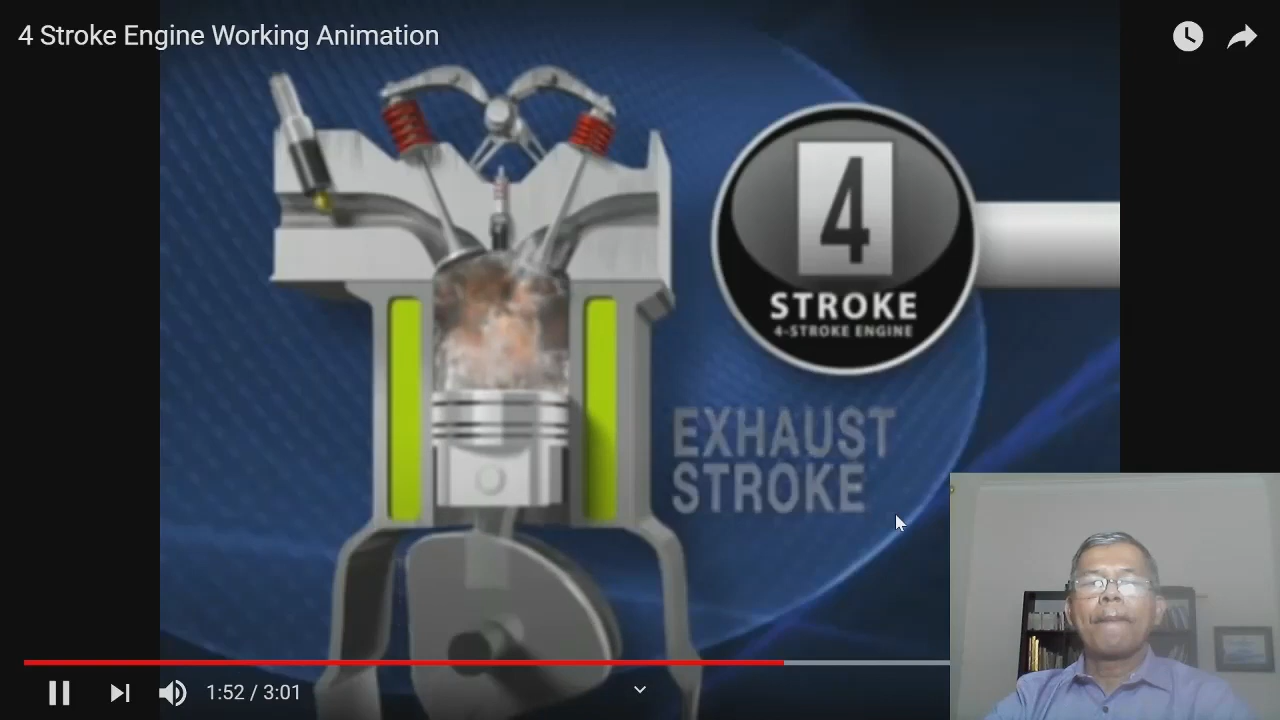 4 Stroke Engine Working Animation
4
STROKE
4-STROKE ENGINE
EXHAUST
STROKE
1:52 / 3:01